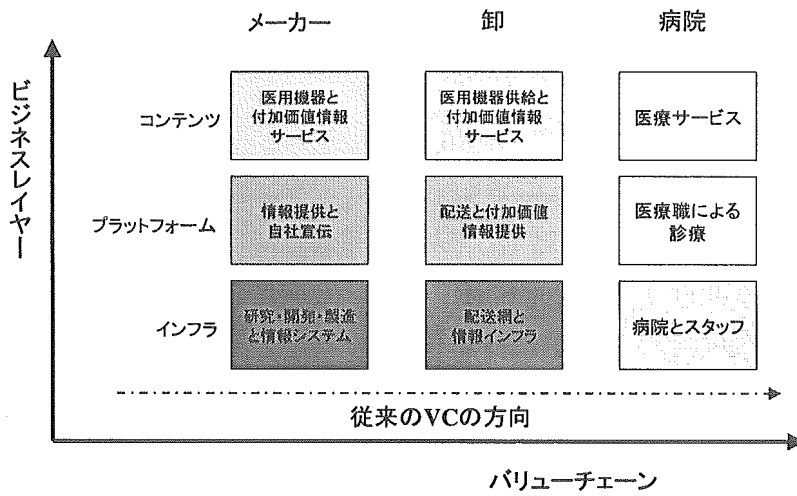 メーカー
卸
病院
ビジネスレイヤー
コンテンツ
医用機器と
付加価値情報
サービス
医用機器供給と
付加価値情報
サービス
医療サービス
プラットフォーム
情報提供と
自社宣伝
配送と付加価値
情報提供
医療職による
診療
インフラ
研究・開発・製造
と情報システム
配送網と
情報インフラ
病院とスタッフ
従来のVCの方向
バリューチェーン